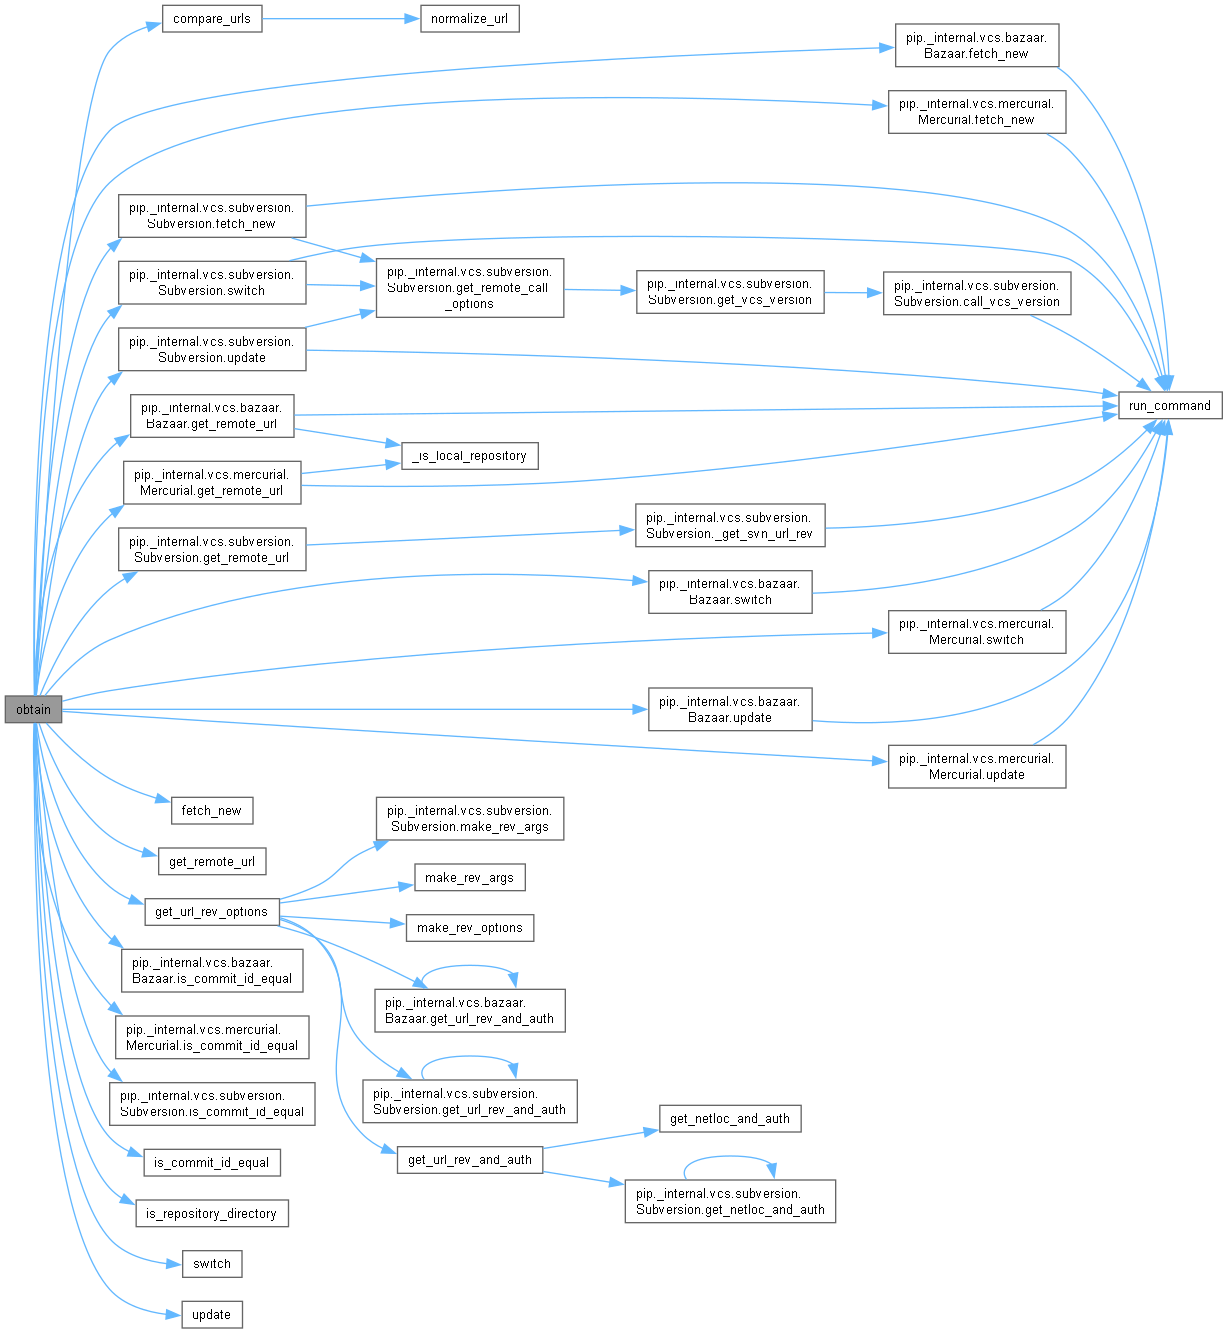 compare_urls
normalize_url
pip._internal.vcs.bazaar.
Bazaar.fetch_new
pip._internal.vcs.mercurial.
Mercurial.fetch_new
pip._internal.vcs.subversion.
Subversion.fetch_new
pip._internal.vcs.subversion.
Subversion.switch
pip._internal.vcs.subversion.
Subversion.get_remote_call
_options
pip._internal.vcs.subversion.
Subversion.get_vcs_version
pip._internal.vcs.subversion.
Subversion.call_vcs_version
pip._internal.vcs.subversion.
Subversion.update
pip._internal.vcs.bazaar.
Bazaar.get_remote_url
run_command
_is_local_repository
pip._internal.vcs.mercurial.
Mercurial.get_remote_url
pip._internal.vcs.subversion.
Subversion._get_svn_url_rev
pip._internal.vcs.subversion.
Subversion.get_remote_url
pip._internal.vcs.bazaar.
Bazaar.switch
pip._internal.vcs.mercurial.
Mercurial.switch
obtain
pip._internal.vcs.bazaar.
Bazaar.update
pip._internal.vcs.mercurial.
Mercurial.update
fetch_new
pip._internal.vcs.subversion.
Subversion.make_rev_args
get_remote_url
make_rev_args
get_url_rev_options
make_rev_options
pip._internal.vcs.bazaar.
Bazaar.is_commit_id_equal
pip._internal.vcs.bazaar.
Bazaar.get_url_rev_and_auth
pip._internal.vcs.mercurial.
Mercurial.is_commit_id_equal
pip._internal.vcs.subversion.
Subversion.is_commit_id_equal
pip._internal.vcs.subversion.
Subversion.get_url_rev_and_auth
get_netloc_and_auth
is_commit_id_equal
get_url_rev_and_auth
pip._internal.vcs.subversion.
Subversion.get_netloc_and_auth
is_repository_directory
switch
update